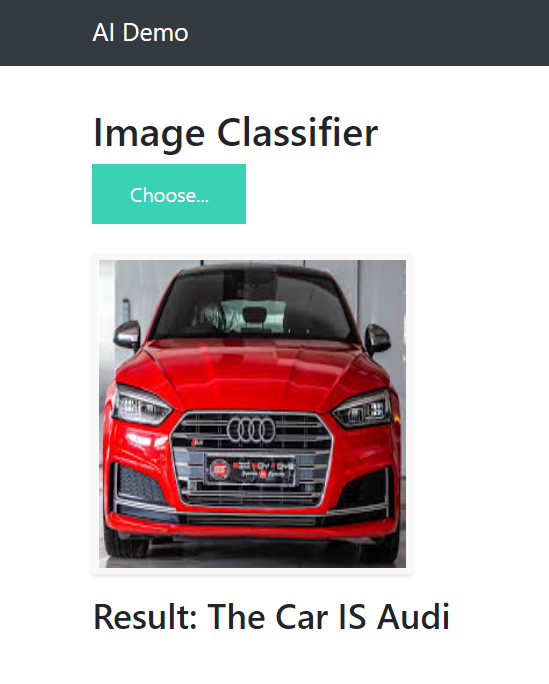 AI Demo
Image Classifier
Choose...
Result: The Car IS Audi